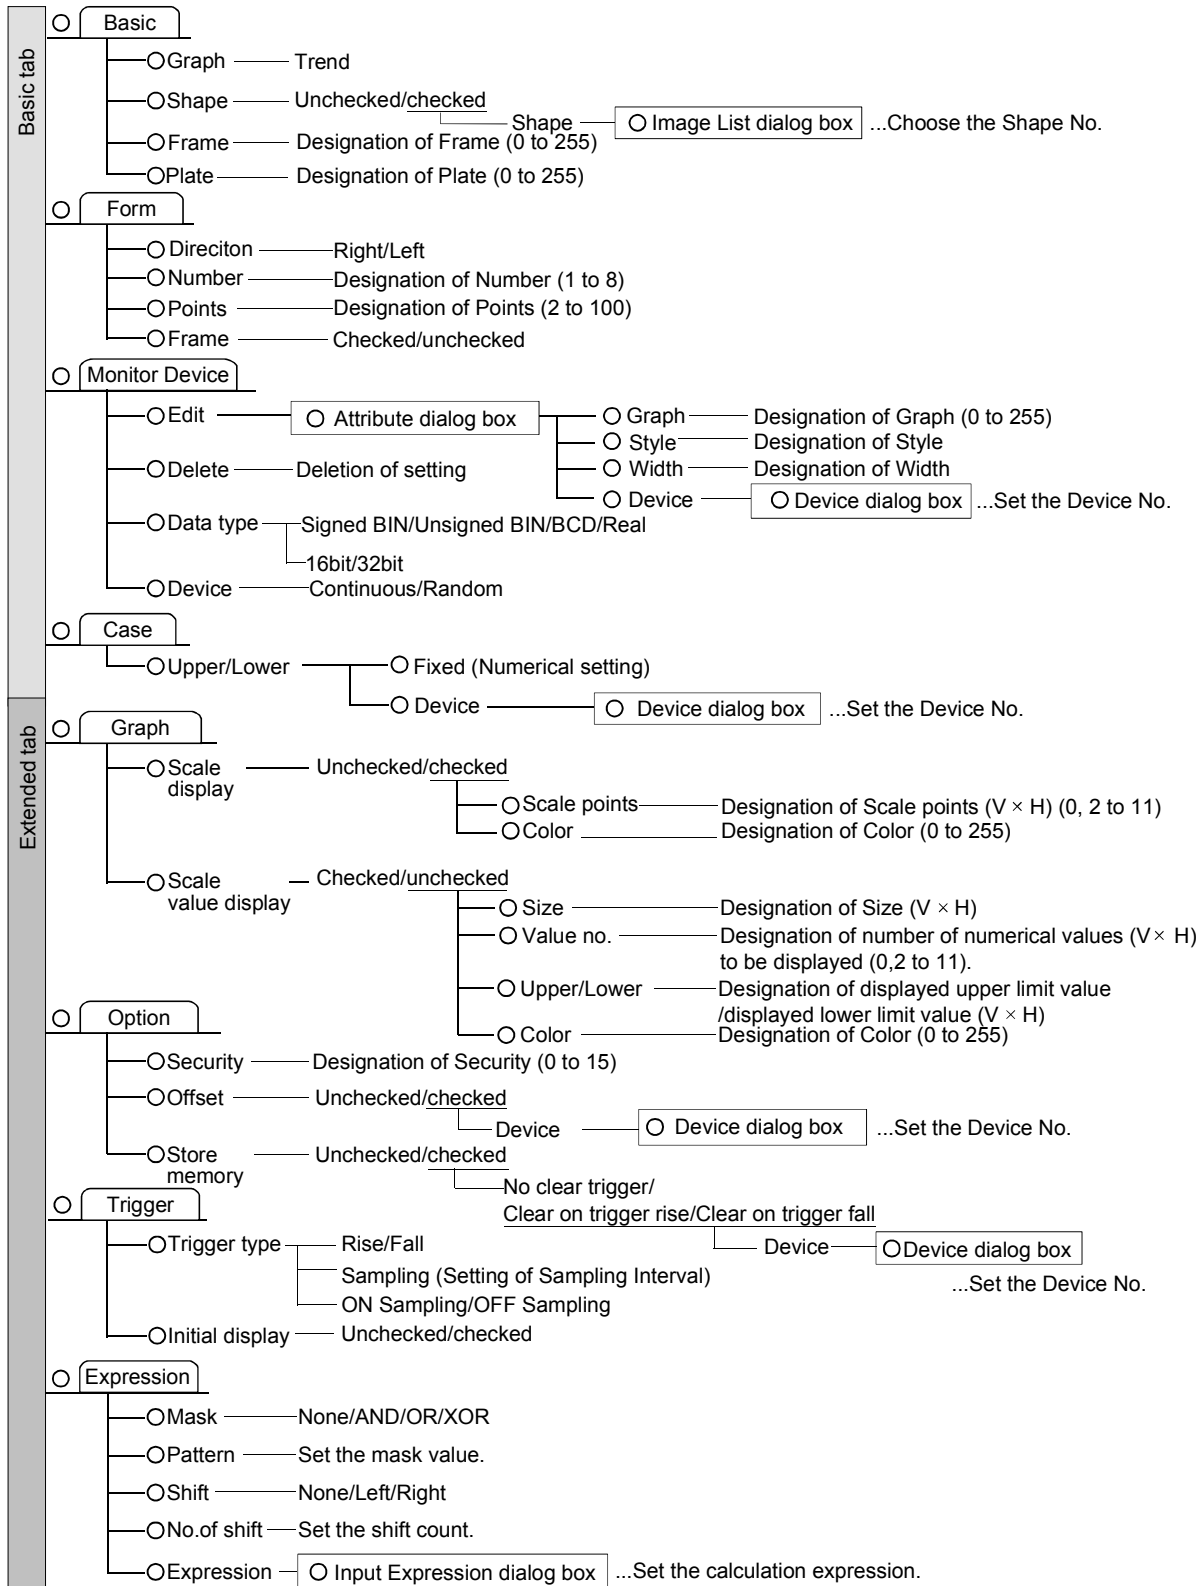 Basic tab
Basic
Graph Trend
Shape Unchecked/checked
Shape Image List dialog box ...Choose the Shape No.
Frame Designation of Frame (0 to 255)
Plate Designation of Plate (0 to 255)
Form
Direciton Right/Left
Number Designation of Number (1 to 8)
Points Designation of Points (2 to 100)
Frame Checked/unchecked
Monitor Device
Edit Attribute dialog box Graph Designation of Graph (0 to 255)
Style Designation of Style
Delete Deletion of setting Width Designation of Width
Device Device dialog box ...Set the Device No.
Data type Signed BIN/Unsigned BIN/BCD/Real
16bit/32bit
Device Continuous/Random
Case
Upper/Lower Fixed (Numerical setting)
Device Device dialog box ...Set the Device No.
Extended tab
Graph
Scale display Unchecked/checked
Scale points Designation of Scale points (V × H) (0, 2 to 11)
Color Designation of Color (0 to 255)
Scale value display Checked/unchecked
Size Designation of Size (V × H)
Value no. Designation of number of numerical values (V× H)
to be displayed (0,2 to 11).
Upper/Lower Designation of displayed upper limit value
/displayed lower limit value (V × H)
Color Designation of Color (0 to 255)
Option
Security Designation of Security (0 to 15)
Offset Unchecked/checked
Device Device dialog box ...Set the Device No.
Store memory Unchecked/checked
No clear trigger/
Clear on trigger rise/Clear on trigger fall
Device Device dialog box
...Set the Device No.
Trigger
Trigger type Rise/Fall
Sampling (Setting of Sampling Interval)
ON Sampling/OFF Sampling
Initial display Unchecked/checked
Expression
Mask None/AND/OR/XOR
Pattern Set the mask value.
Shift None/Left/Right
No.of shift Set the shift count.
Expression Input Expression dialog box ...Set the calculation expression.